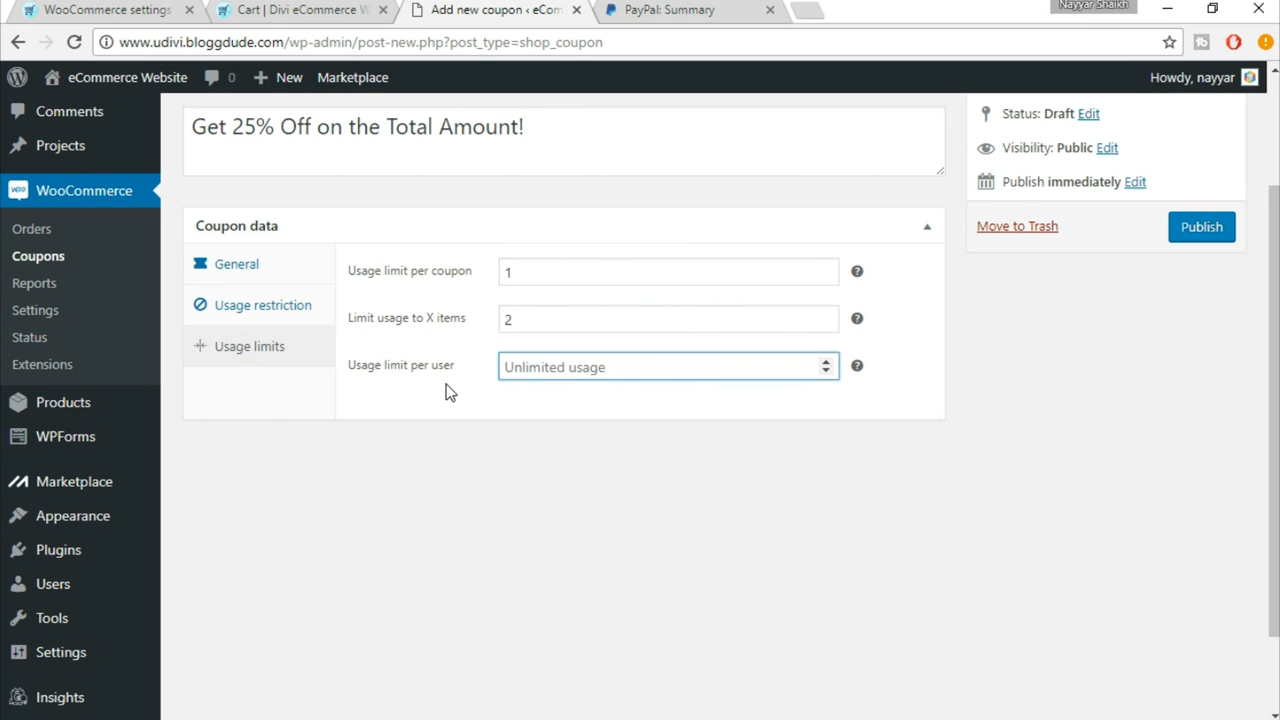 WooCommerce settings
Cart | Divi eCommerce W
Add new coupon ‹ eCom
PayPal: Summary
Nayyar Shaikh
www.udivi.bloggdude.com/wp-admin/post-new.php?post_type=shop_coupon
eCommerce Website
0
New
Marketplace
Howdy, nayyar
Comments
Projects
WooCommerce
Orders
Coupons
Reports
Settings
Status
Extensions
Products
WPForms
Marketplace
Appearance
Plugins
Users
Tools
Settings
Insights
Get 25% Off on the Total Amount!
Coupon data
General
Usage restriction
Usage limits
Usage limit per coupon
1
Limit usage to X items
2
Usage limit per user
Unlimited usage
Status: Draft Edit
Visibility: Public Edit
Publish immediately Edit
Move to Trash
Publish